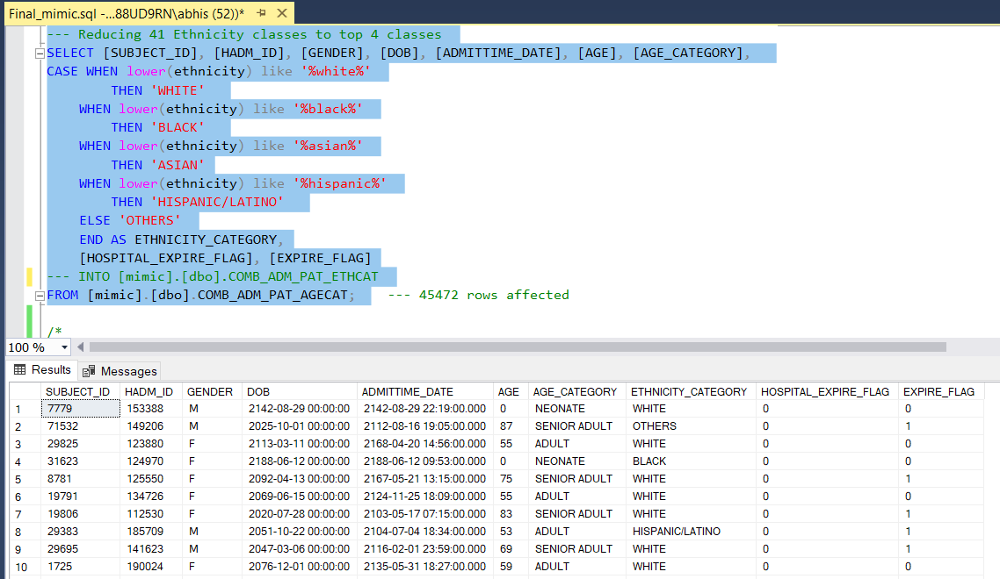 Final_mimic.sql -...88UD9RN\abhis (52))*
--- Reducing 41 Ethnicity classes to top 4 classes
SELECT [SUBJECT_ID], [HADM_ID], [GENDER], [DOB], [ADMITTIME_DATE], [AGE], [AGE_CATEGORY],
CASE WHEN lower(ethnicity) like '%white%'
THEN 'WHITE'
WHEN lower(ethnicity) like '%black%'
THEN 'BLACK'
WHEN lower(ethnicity) like '%asian%'
THEN 'ASIAN'
WHEN lower(ethnicity) like '%hispanic%'
THEN 'HISPANIC/LATINO'
ELSE 'OTHERS'
END AS ETHNICITY_CATEGORY,
[HOSPITAL_EXPIRE_FLAG], [EXPIRE_FLAG]
--- INTO [mimic].[dbo].COMB_ADM_PAT_ETHCAT
FROM [mimic].[dbo].COMB_ADM_PAT_AGECAT; --- 45472 rows affected
/*
100 %
Results Messages
SUBJECT_ID HADM_ID GENDER DOB ADMITTIME_DATE AGE AGE_CATEGORY ETHNICITY_CATEGORY HOSPITAL_EXPIRE_FLAG EXPIRE_FLAG
1 7779 153388 M 2142-08-29 00:00:00 2142-08-29 22:19:00.000 0 NEONATE WHITE 0 0
2 71532 149206 M 2025-10-01 00:00:00 2112-08-16 19:05:00.000 87 SENIOR ADULT OTHERS 0 1
3 29825 123880 F 2113-03-11 00:00:00 2168-04-20 14:56:00.000 55 ADULT WHITE 0 0
4 31623 124970 F 2188-06-12 00:00:00 2188-06-12 09:53:00.000 0 NEONATE BLACK 0 0
5 8781 125550 F 2092-04-13 00:00:00 2167-05-21 13:15:00.000 75 SENIOR ADULT WHITE 0 1
6 19791 134726 F 2069-06-15 00:00:00 2124-11-25 18:09:00.000 55 ADULT WHITE 0 0
7 19806 112530 F 2020-07-28 00:00:00 2103-05-17 07:15:00.000 83 SENIOR ADULT WHITE 0 1
8 29383 185709 M 2051-10-22 00:00:00 2104-07-04 18:34:00.000 53 ADULT HISPANIC/LATINO 0 1
9 29695 141623 M 2047-03-06 00:00:00 2116-02-01 23:59:00.000 69 SENIOR ADULT WHITE 0 1
10 1725 190024 F 2076-12-01 00:00:00 2135-05-31 18:27:00.000 59 ADULT WHITE 0 0